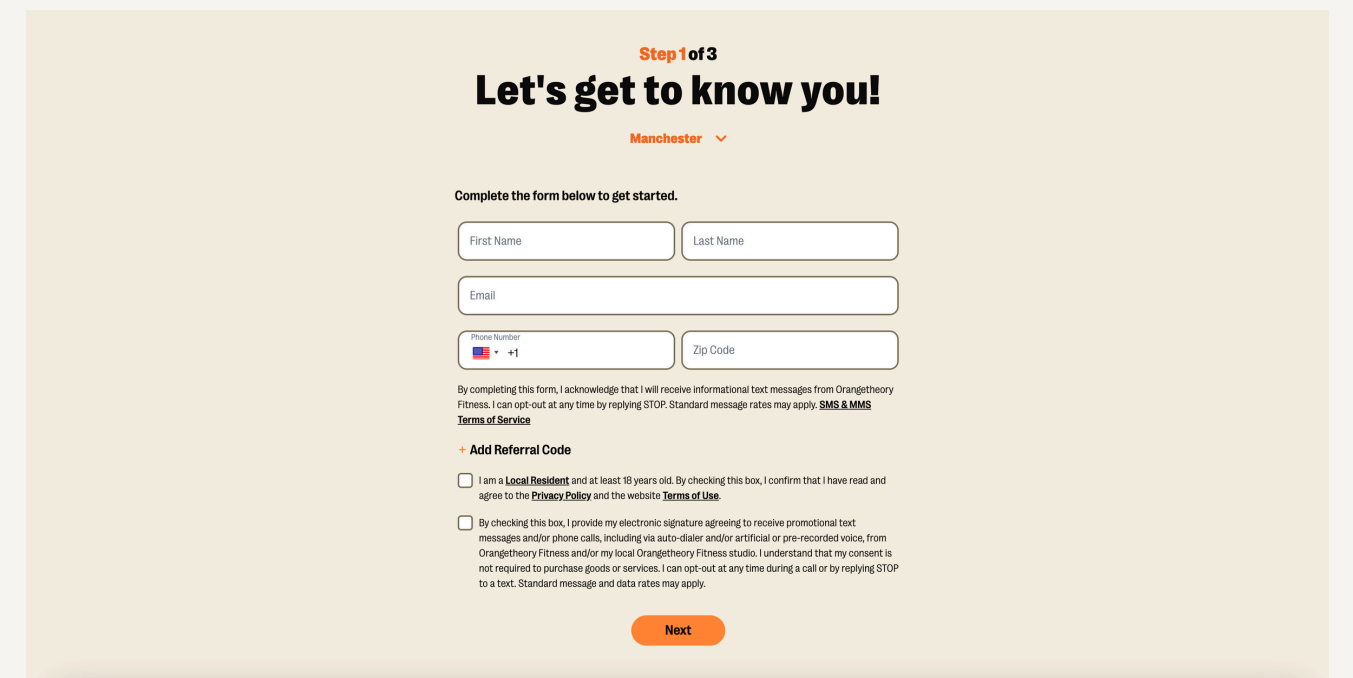 Step 1 of 3
Let's get to know you!
Manchester
Complete the form below to get started.
First Name
Last Name
Email
Phone Number
+1
Zip Code
By completing this form, I acknowledge that I will receive informational text messages from Orangetheory
Fitness. I can opt-out at any time by replying STOP. Standard message rates may apply. SMS & MMS
Terms of Service
+ Add Referral Code
I am a Local Resident and at least 18 years old. By checking this box, I confirm that I have read and
agree to the Privacy Policy and the website Terms of Use.
By checking this box, I provide my electronic signature agreeing to receive promotional text
messages and/or phone calls, including via auto-dialer and/or artificial or pre-recorded voice, from
Orangetheory Fitness and/or my local Orangetheory Fitness studio. I understand that my consent is
not required to purchase goods or services. I can opt-out at any time during a call or by replying STOP
to a text. Standard message and data rates may apply.
Next